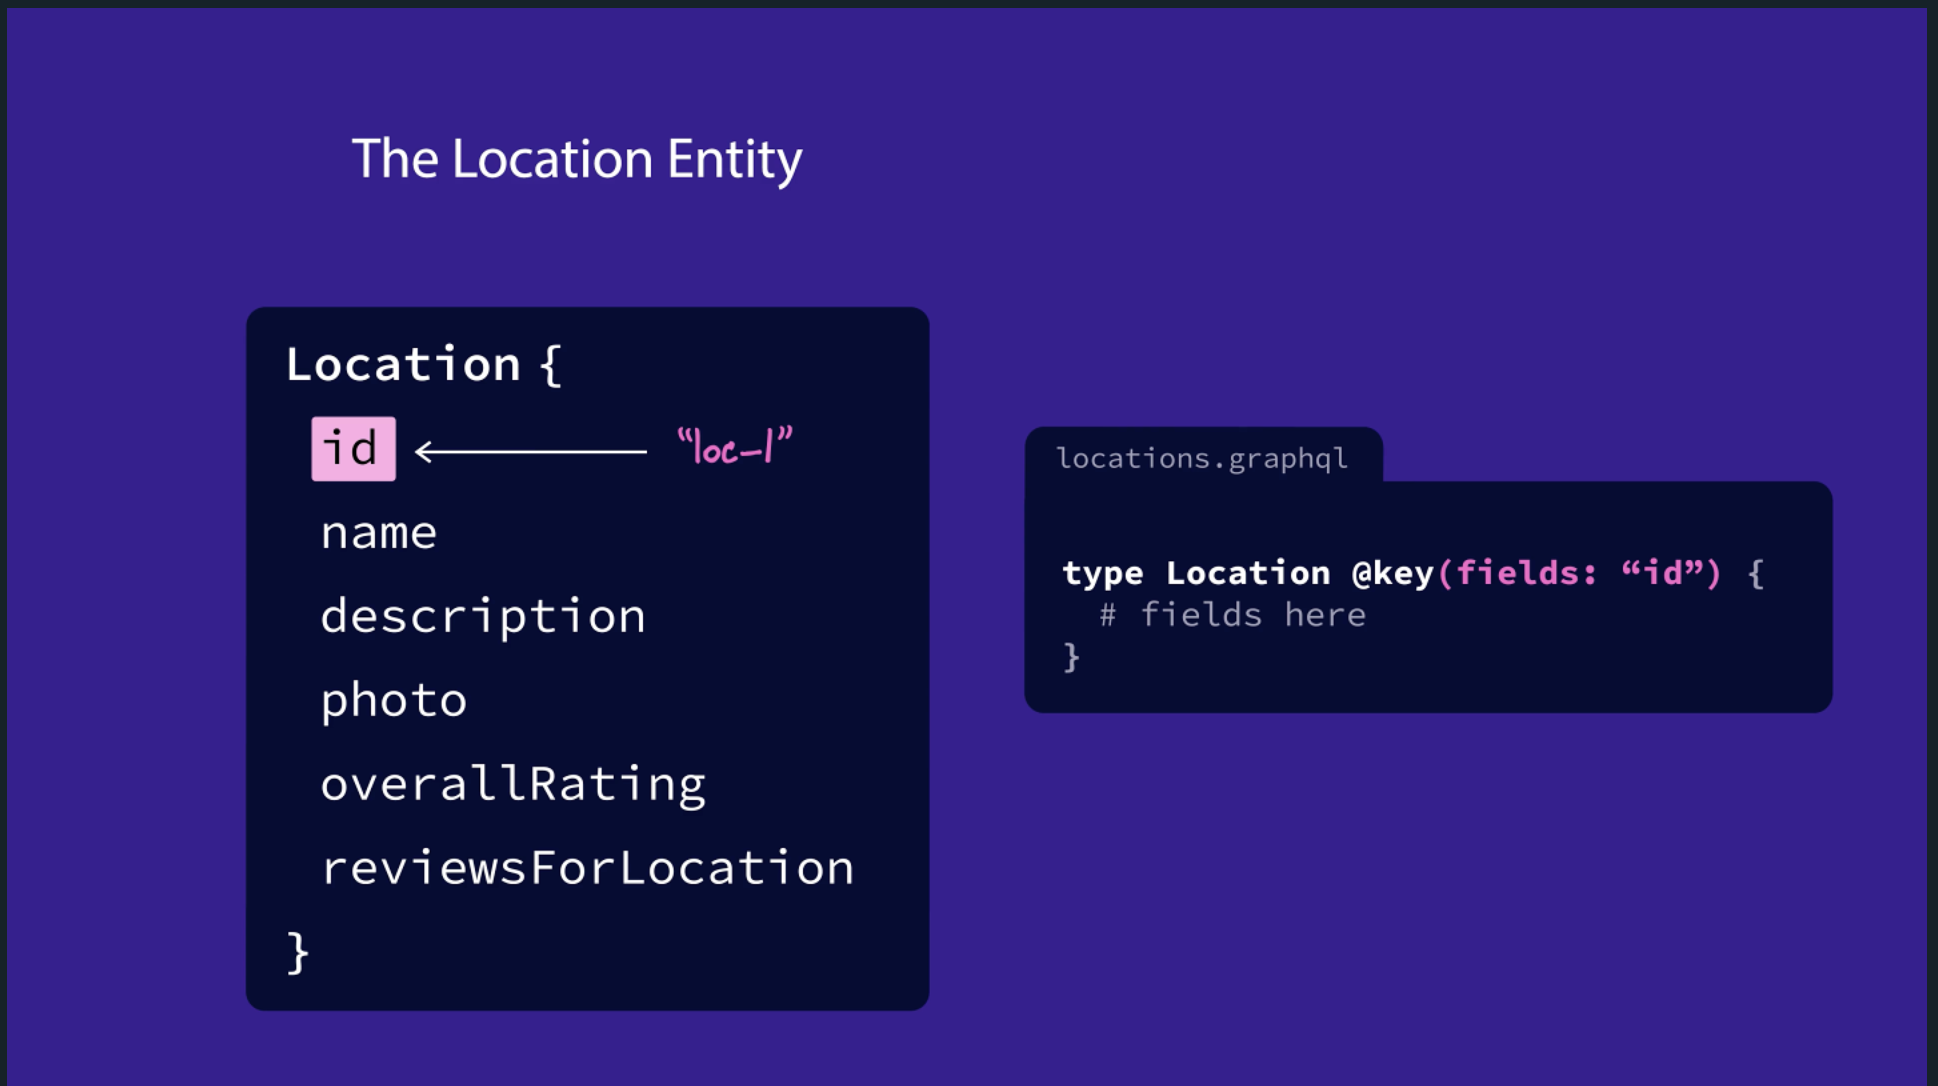 The Location Entity
Location {
id
“loc-1”
name
description
photo
overallRating
reviewsForLocation
}
locations.graphql
type Location @key(fields: “id”) {
# fields here
}